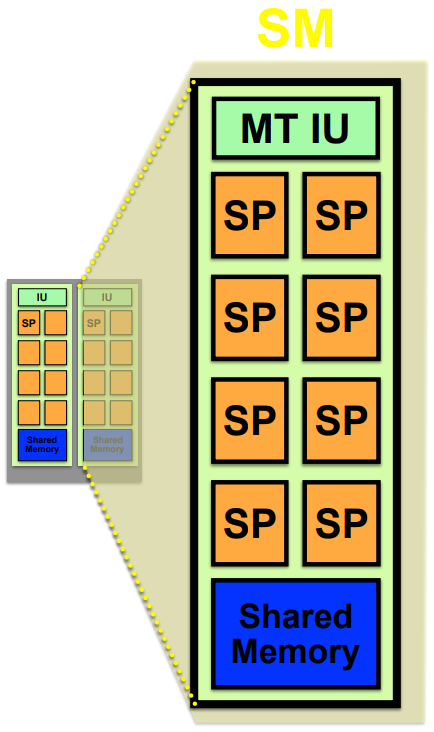 SM
MT IU
SP SP
SP SP
SP SP
SP SP
Shared
Memory
IU IU
SP SP
Shared Shared
Memory Memory